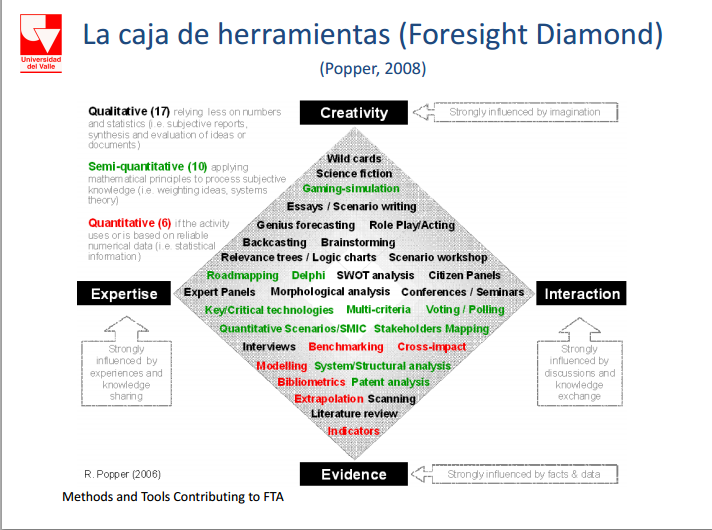 Universidad
del Valle
La caja de herramientas (Foresight Diamond)
(Popper, 2008)
Qualitative (17) relying less on numbers
and statistics (i.e. subjective reports,
synthesis and evaluation of ideas or
documents)
Semi-quantitative (10) applying
mathematical principles to process subjective
knowledge (i.e. weighting ideas, systems
theory)
Quantitative (6) if the activity
uses or is based on reliable
numerical data (i.e. statistical
information)
Creativity
Strongly influenced by imagination
Wild cards
Science fiction
Gaming-simulation
Essays / Scenario writing
Genius forecasting Role Play/Acting
Backcasting Brainstorming
Relevance trees / Logic charts Scenario workshop
Roadmapping Delphi SWOT analysis Citizen Panels
Expertise
Expert Panels Morphological analysis Conferences / Seminars
Interaction
Key/Critical technologies Multi-criteria Voting / Polling
Quantitative Scenarios/SMIC Stakeholders Mapping
Interviews Benchmarking Cross-impact
Modelling System/Structural analysis
Bibliometrics Patent analysis
Extrapolation Scanning
Literature review
Indicators
Strongly
influenced by
experiences and
knowledge
sharing
Strongly
influenced by
discussions and
knowledge
exchange
Evidence
Strongly influenced by facts & data
R. Popper (2006)
Methods and Tools Contributing to FTA